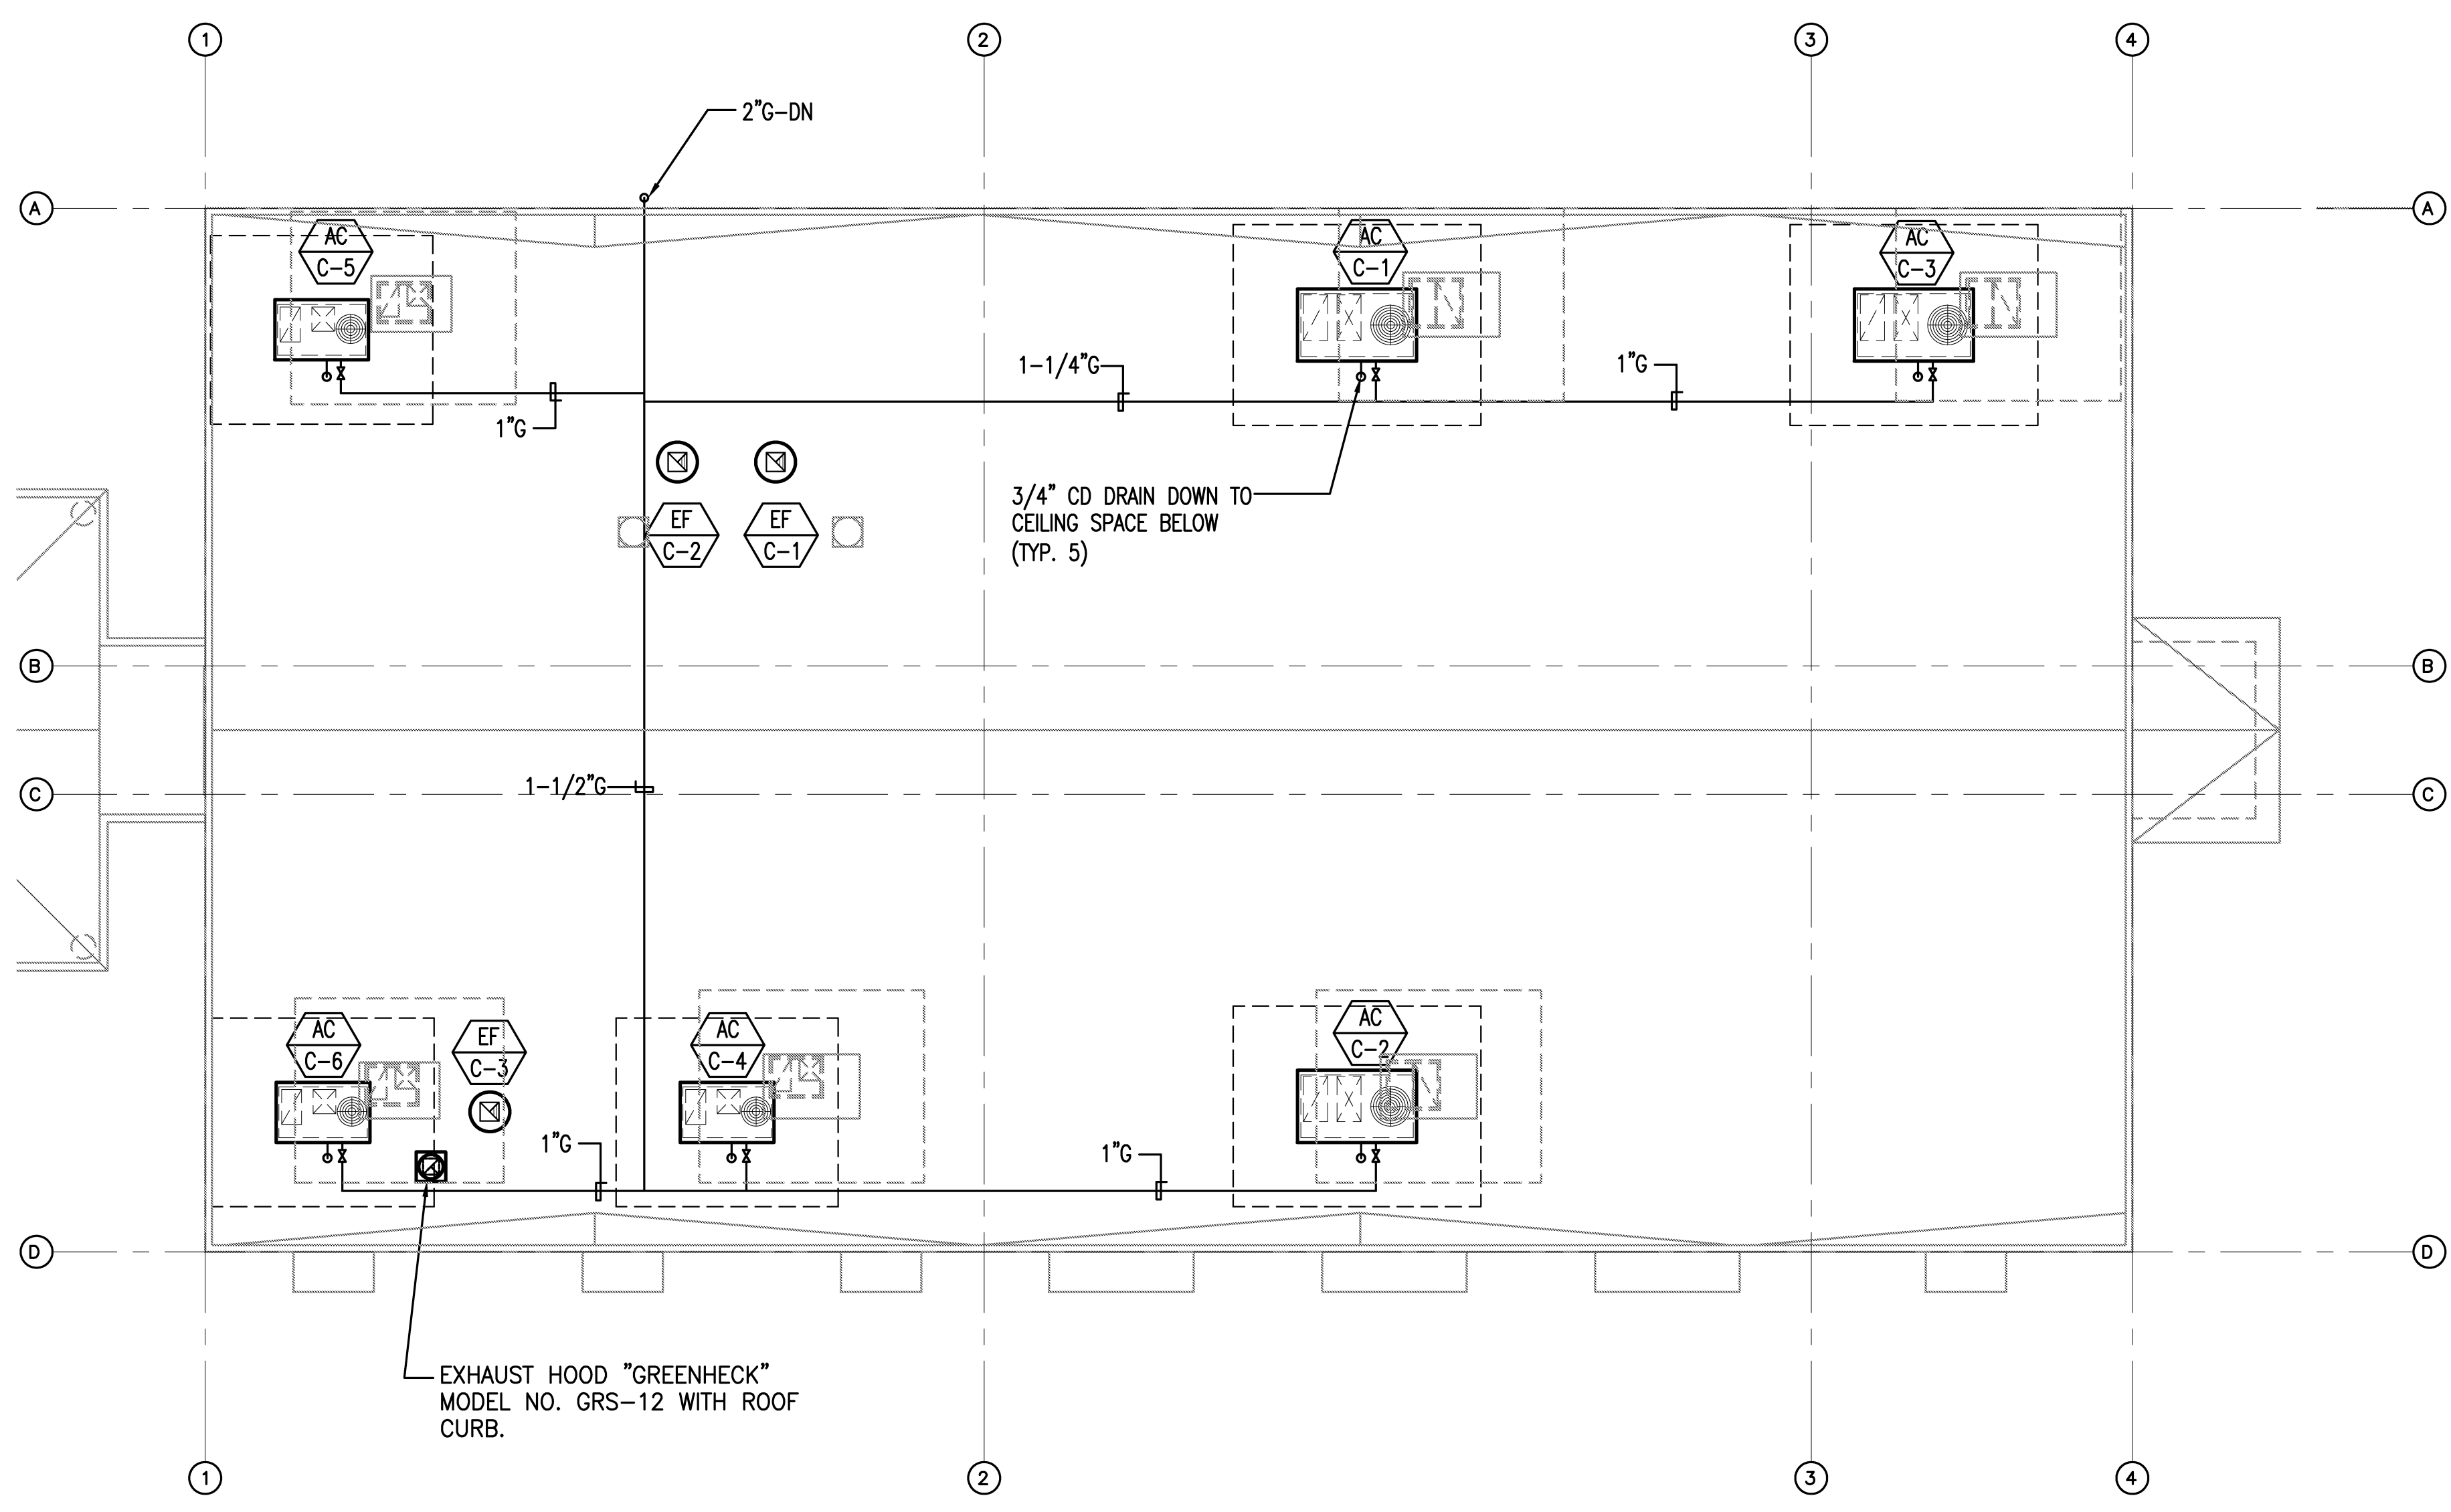 1
2
3
4
2"G-DN
A
A
AC
C-5
AC
C-1
AC
C-3
1-1/4"G
1"G
1"G
3/4" CD DRAIN DOWN TO
CEILING SPACE BELOW
(TYP. 5)
EF
C-2
EF
C-1
B
B
1-1/2"G
C
C
AC
C-6
EF
C-3
AC
C-4
AC
C-2
1"G
1"G
D
D
EXHAUST HOOD "GREENHECK"
MODEL NO. GRS-12 WITH ROOF
CURB.
1
2
3
4